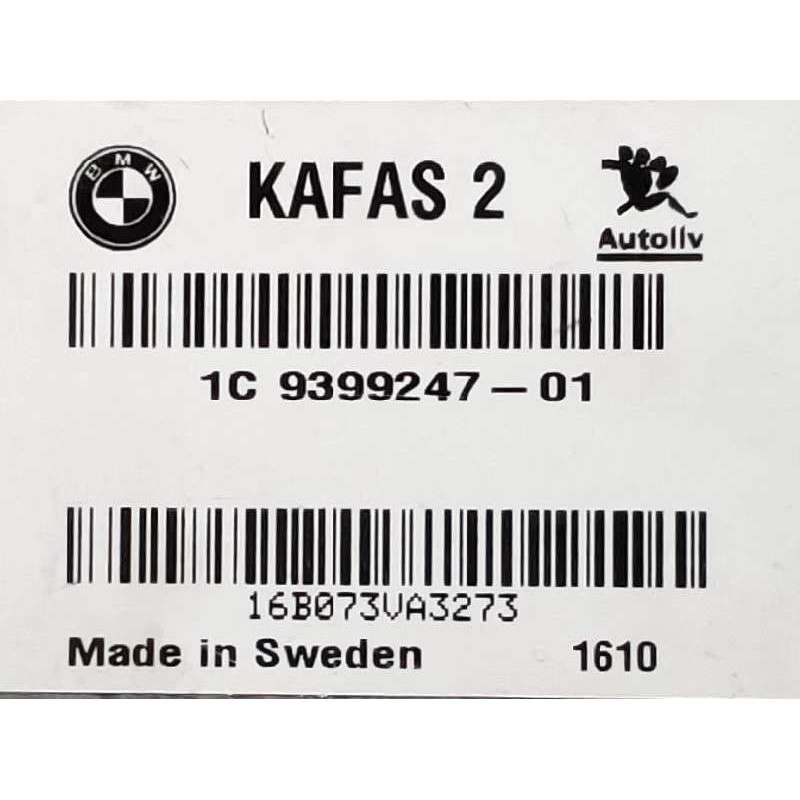 BMW
KAFAS 2
Autoliv
1C 9399247-01
16B073VA3273
Made in Sweden 1610